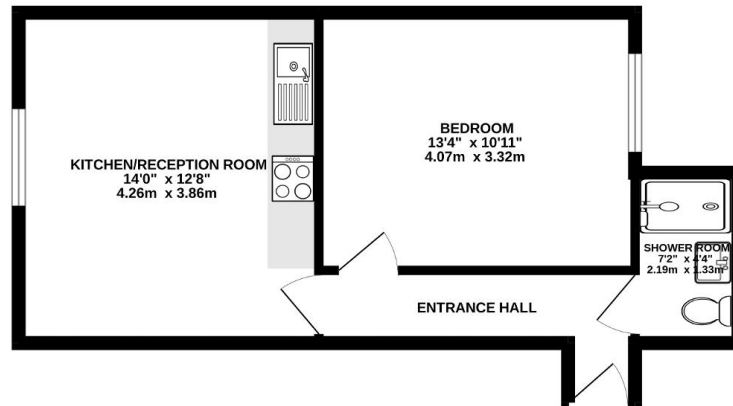 KITCHEN/RECEPTION ROOM
14'0" x 12'8"
4.26m x 3.86m
BEDROOM
13'4" x 10'11"
4.07m x 3.32m
SHOWER ROOM
7'2" x 4'4"
2.19m x 1.33m
ENTRANCE HALL